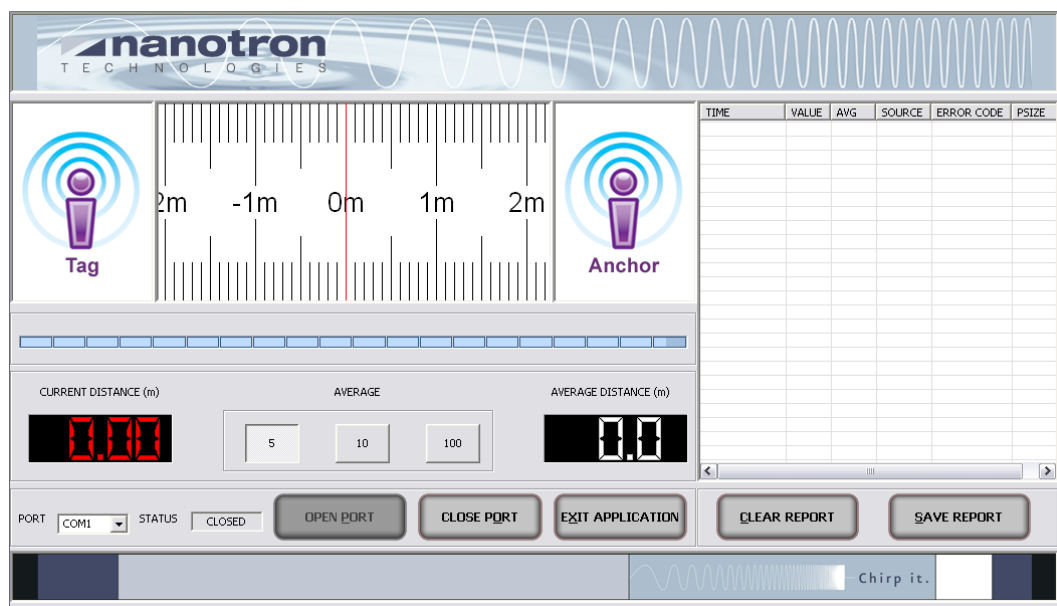 nanotron
TECHNOLOGIES
TIME VALUE AVG SOURCE ERROR CODE PSIZE
2m -1m 0m 1m 2m
Tag
Anchor
CURRENT DISTANCE (m)
AVERAGE
AVERAGE DISTANCE (m)
0.00
5 10 100
0.0
PORT COM1 STATUS CLOSED OPEN PORT CLOSE PORT EXIT APPLICATION CLEAR REPORT SAVE REPORT
Chirp it.